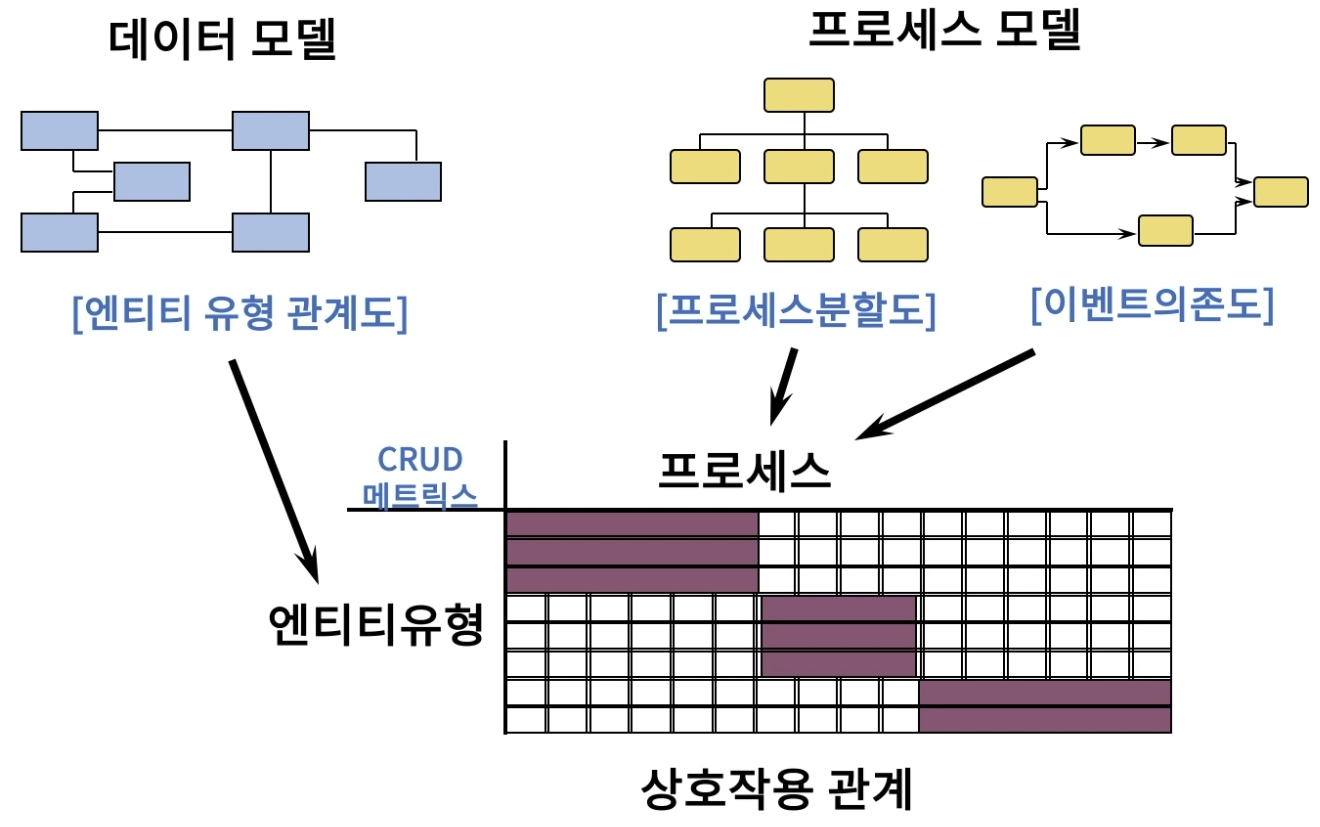 데이터 모델
프로세스 모델
[엔티티 유형 관계도]
[프로세스분할도]
[이벤트의존도]
CRUD
메트릭스
프로세스
엔티티유형
상호작용 관계